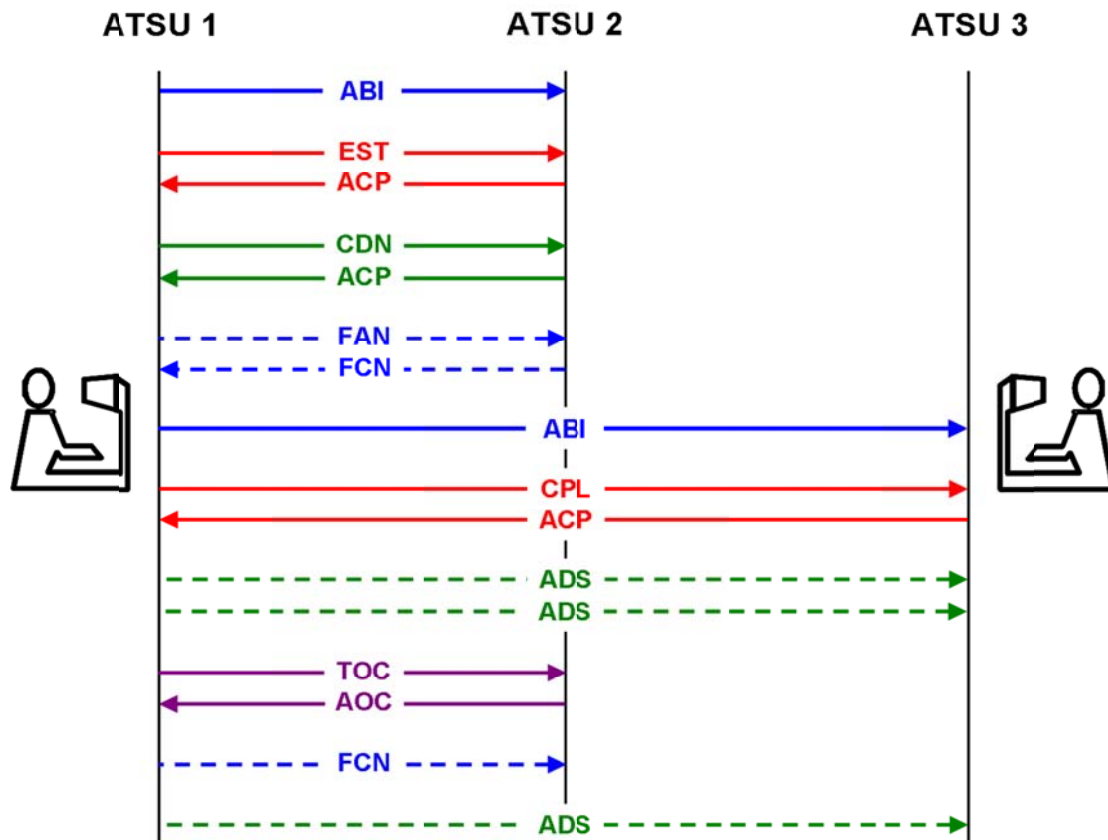 ATSU 1 ATSU 2 ATSU 3
ABI
EST
ACP
CDN
ACP
FAN
FCN
ABI
CPL
ACP
ADS
ADS
TOC
AOC
FCN
ADS